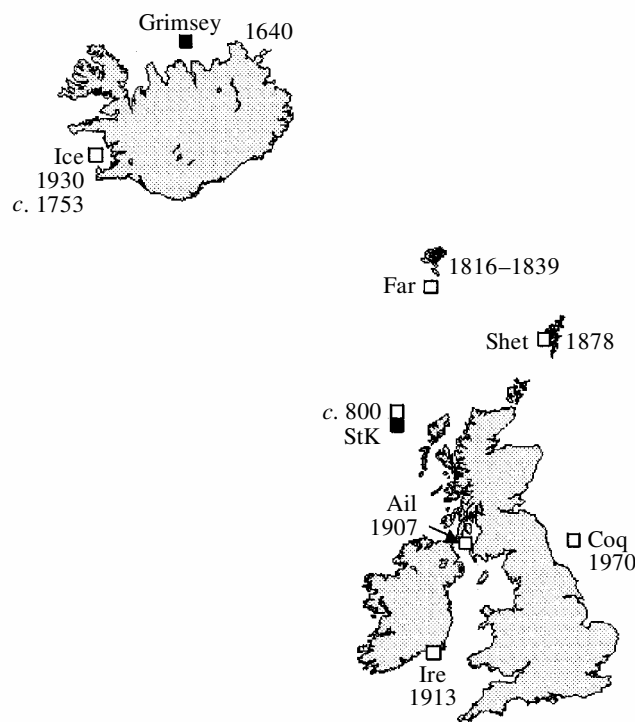 Grimsey
1640
Ice
1930
c. 1753
1816–1839
Far
Shet
1878
c. 800
StK
Ail
1907
Coq
1970
Ire
1913